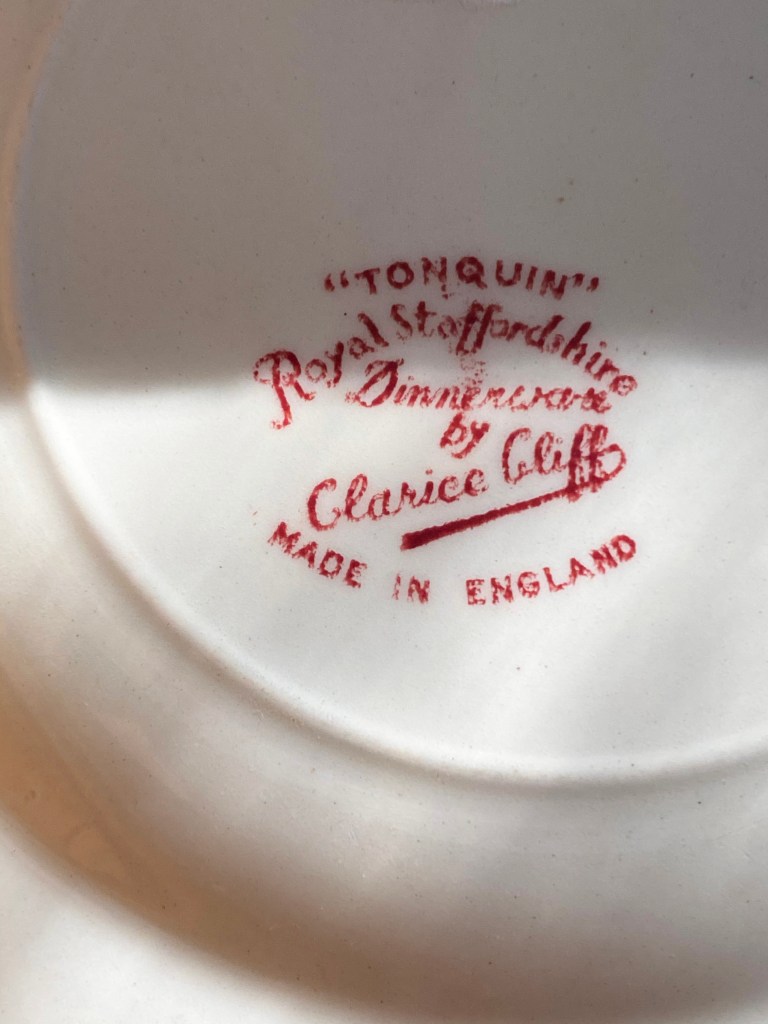 "TONQUIN"
Royal Staffordshire
Dinnerware
by
Clarice Cliff
MADE IN ENGLAND